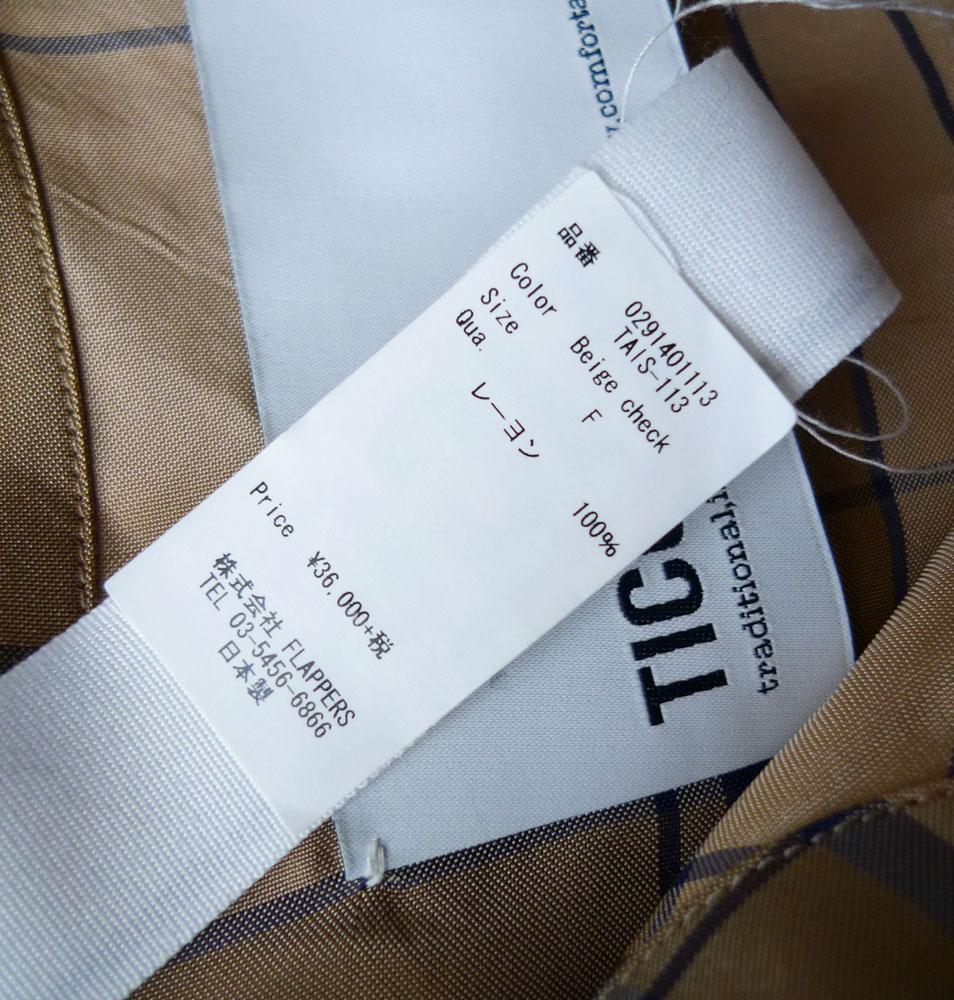 品番 0291401113
TAIS-113
Color Beige check
Size F
Qua.
レーヨン 100%
Price ¥36,000+税
株式会社 FLAPPERS
TEL 03-5456-6866
日本製
TIC
traditional,